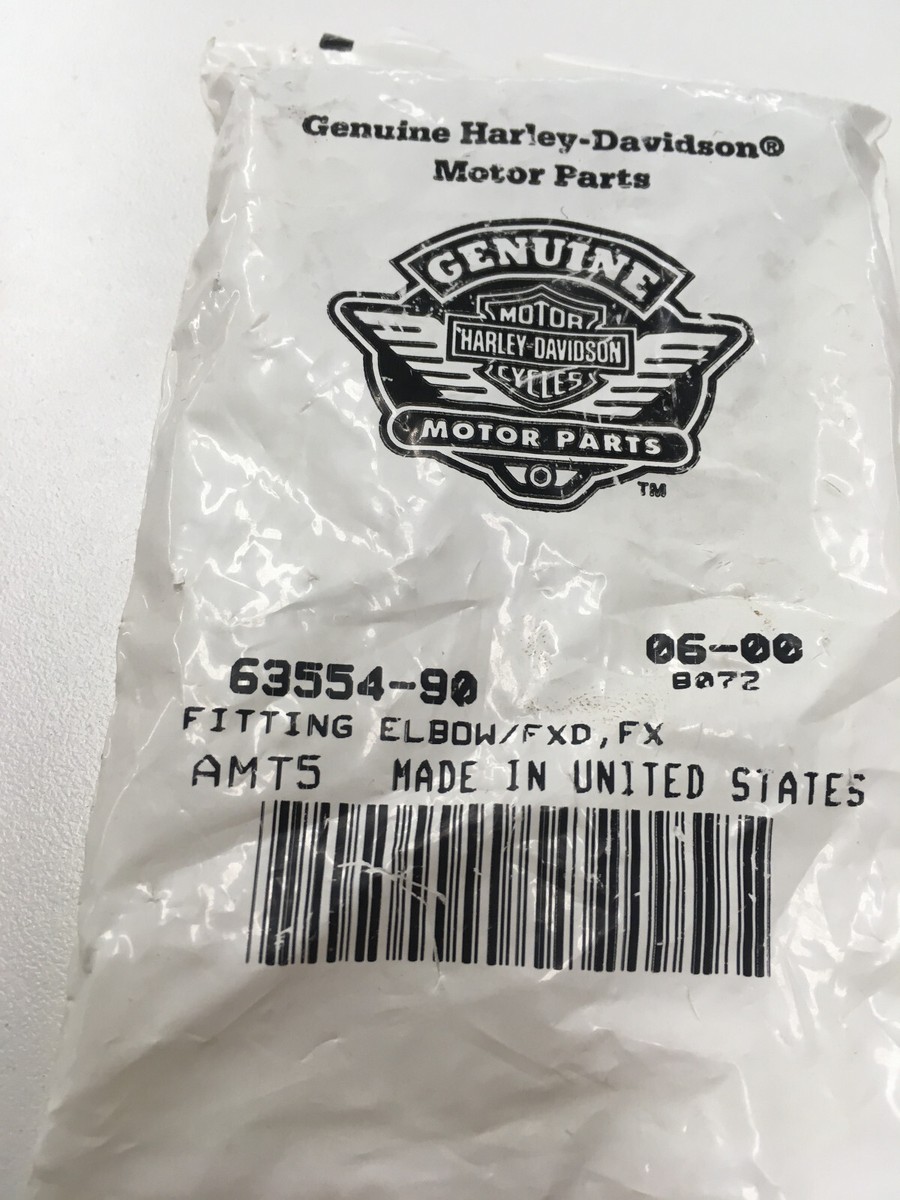 Genuine Harley-Davidson®
Motor Parts
GENUINE
MOTOR
HARLEY-DAVIDSON
CYCLES
MOTOR PARTS
TM
06-00
63554-90
B072
FITTING ELBOW/FXD,FX
AMT5 MADE IN UNITED STATES